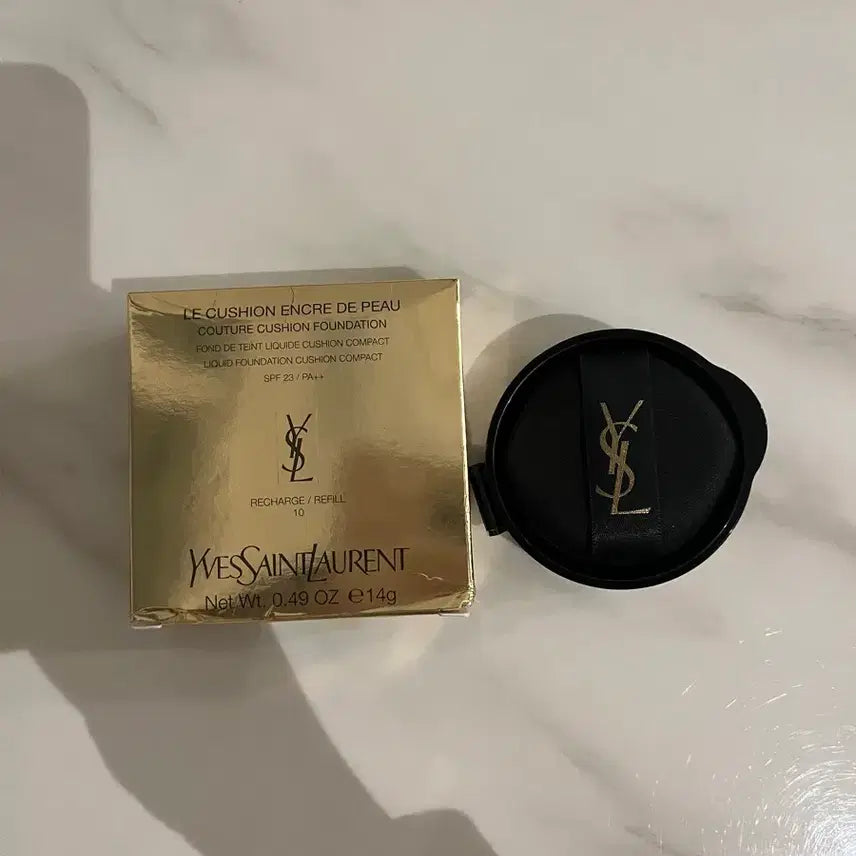 LE CUSHION ENCRE DE PEAU
COUTURE CUSHION FOUNDATION
FOND DE TEINT LIQUIDE CUSHION COMPACT
LIQUID FOUNDATION CUSHION COMPACT
SPF 23 / PA++
YSL
RECHARGE / REFILL
10
YVESSAINTLAURENT
Net Wt. 0.49 OZ ℮14g
YSL